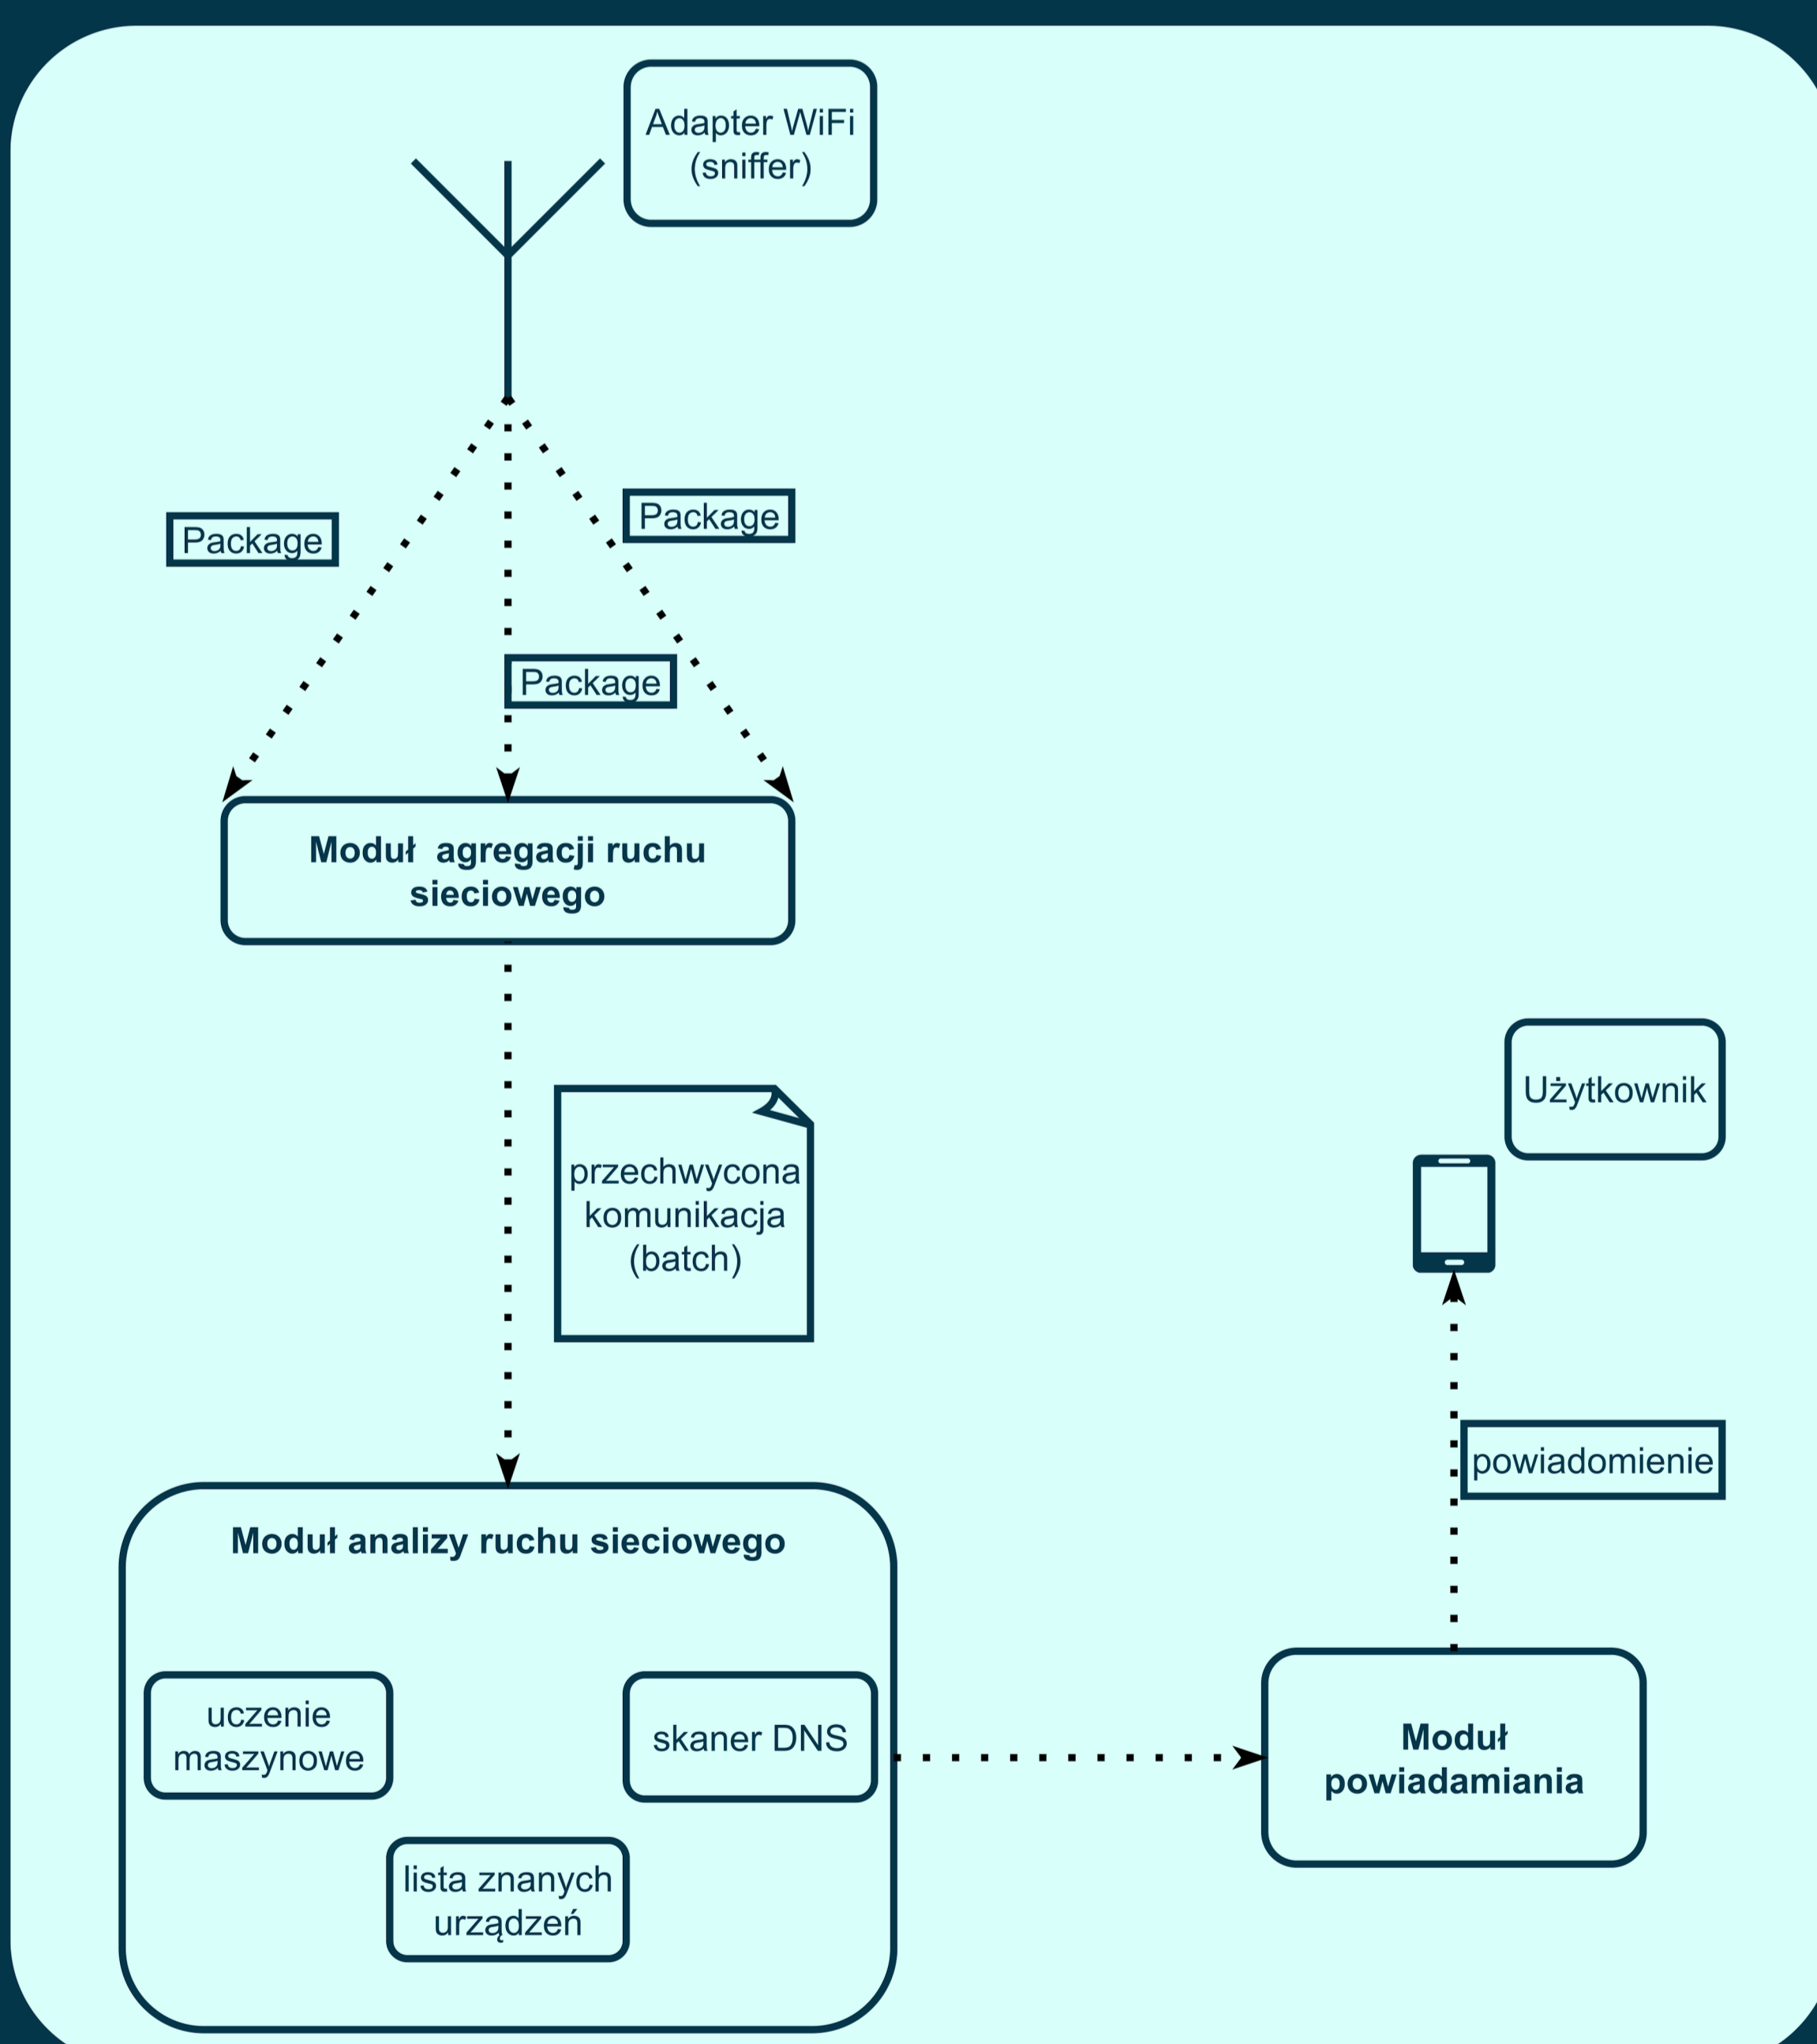 Adapter WiFi
(sniffer)
Package
Package
Package
Moduł  agregacji ruchu
sieciowego
przechwycona
komunikacja
(batch)
Użytkownik
powiadomienie
Moduł analizy ruchu sieciowego
uczenie
maszynowe
skaner DNS
lista znanych
urządzeń
Moduł
powiadamiania